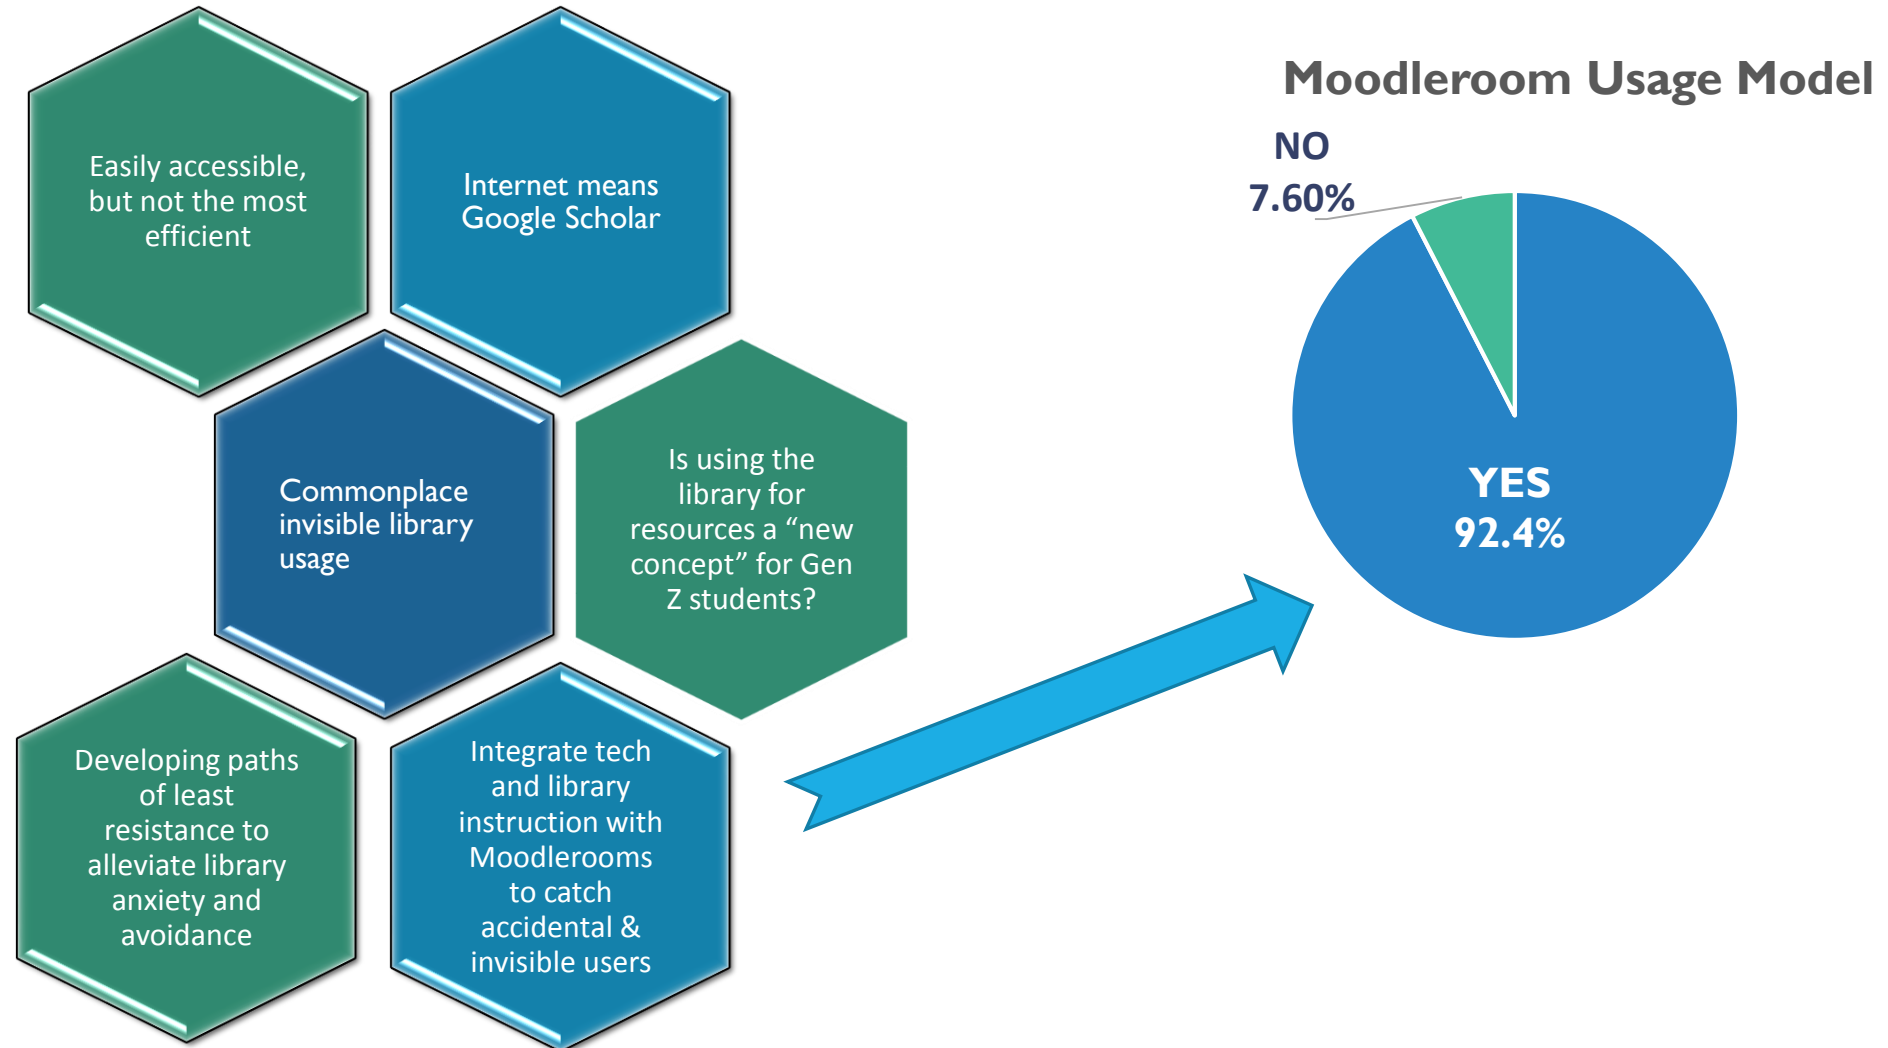 Easily accessible,
but not the most
efficient
Internet means
Google Scholar
Commonplace
invisible library
usage
Is using the
library for
resources a “new
concept” for Gen
Z students?
Developing paths
of least
resistance to
alleviate library
anxiety and
avoidance
Integrate tech
and library
instruction with
Moodlerooms
to catch
accidental &
invisible users
Moodleroom Usage Model
NO
7.60%
YES
92.4%